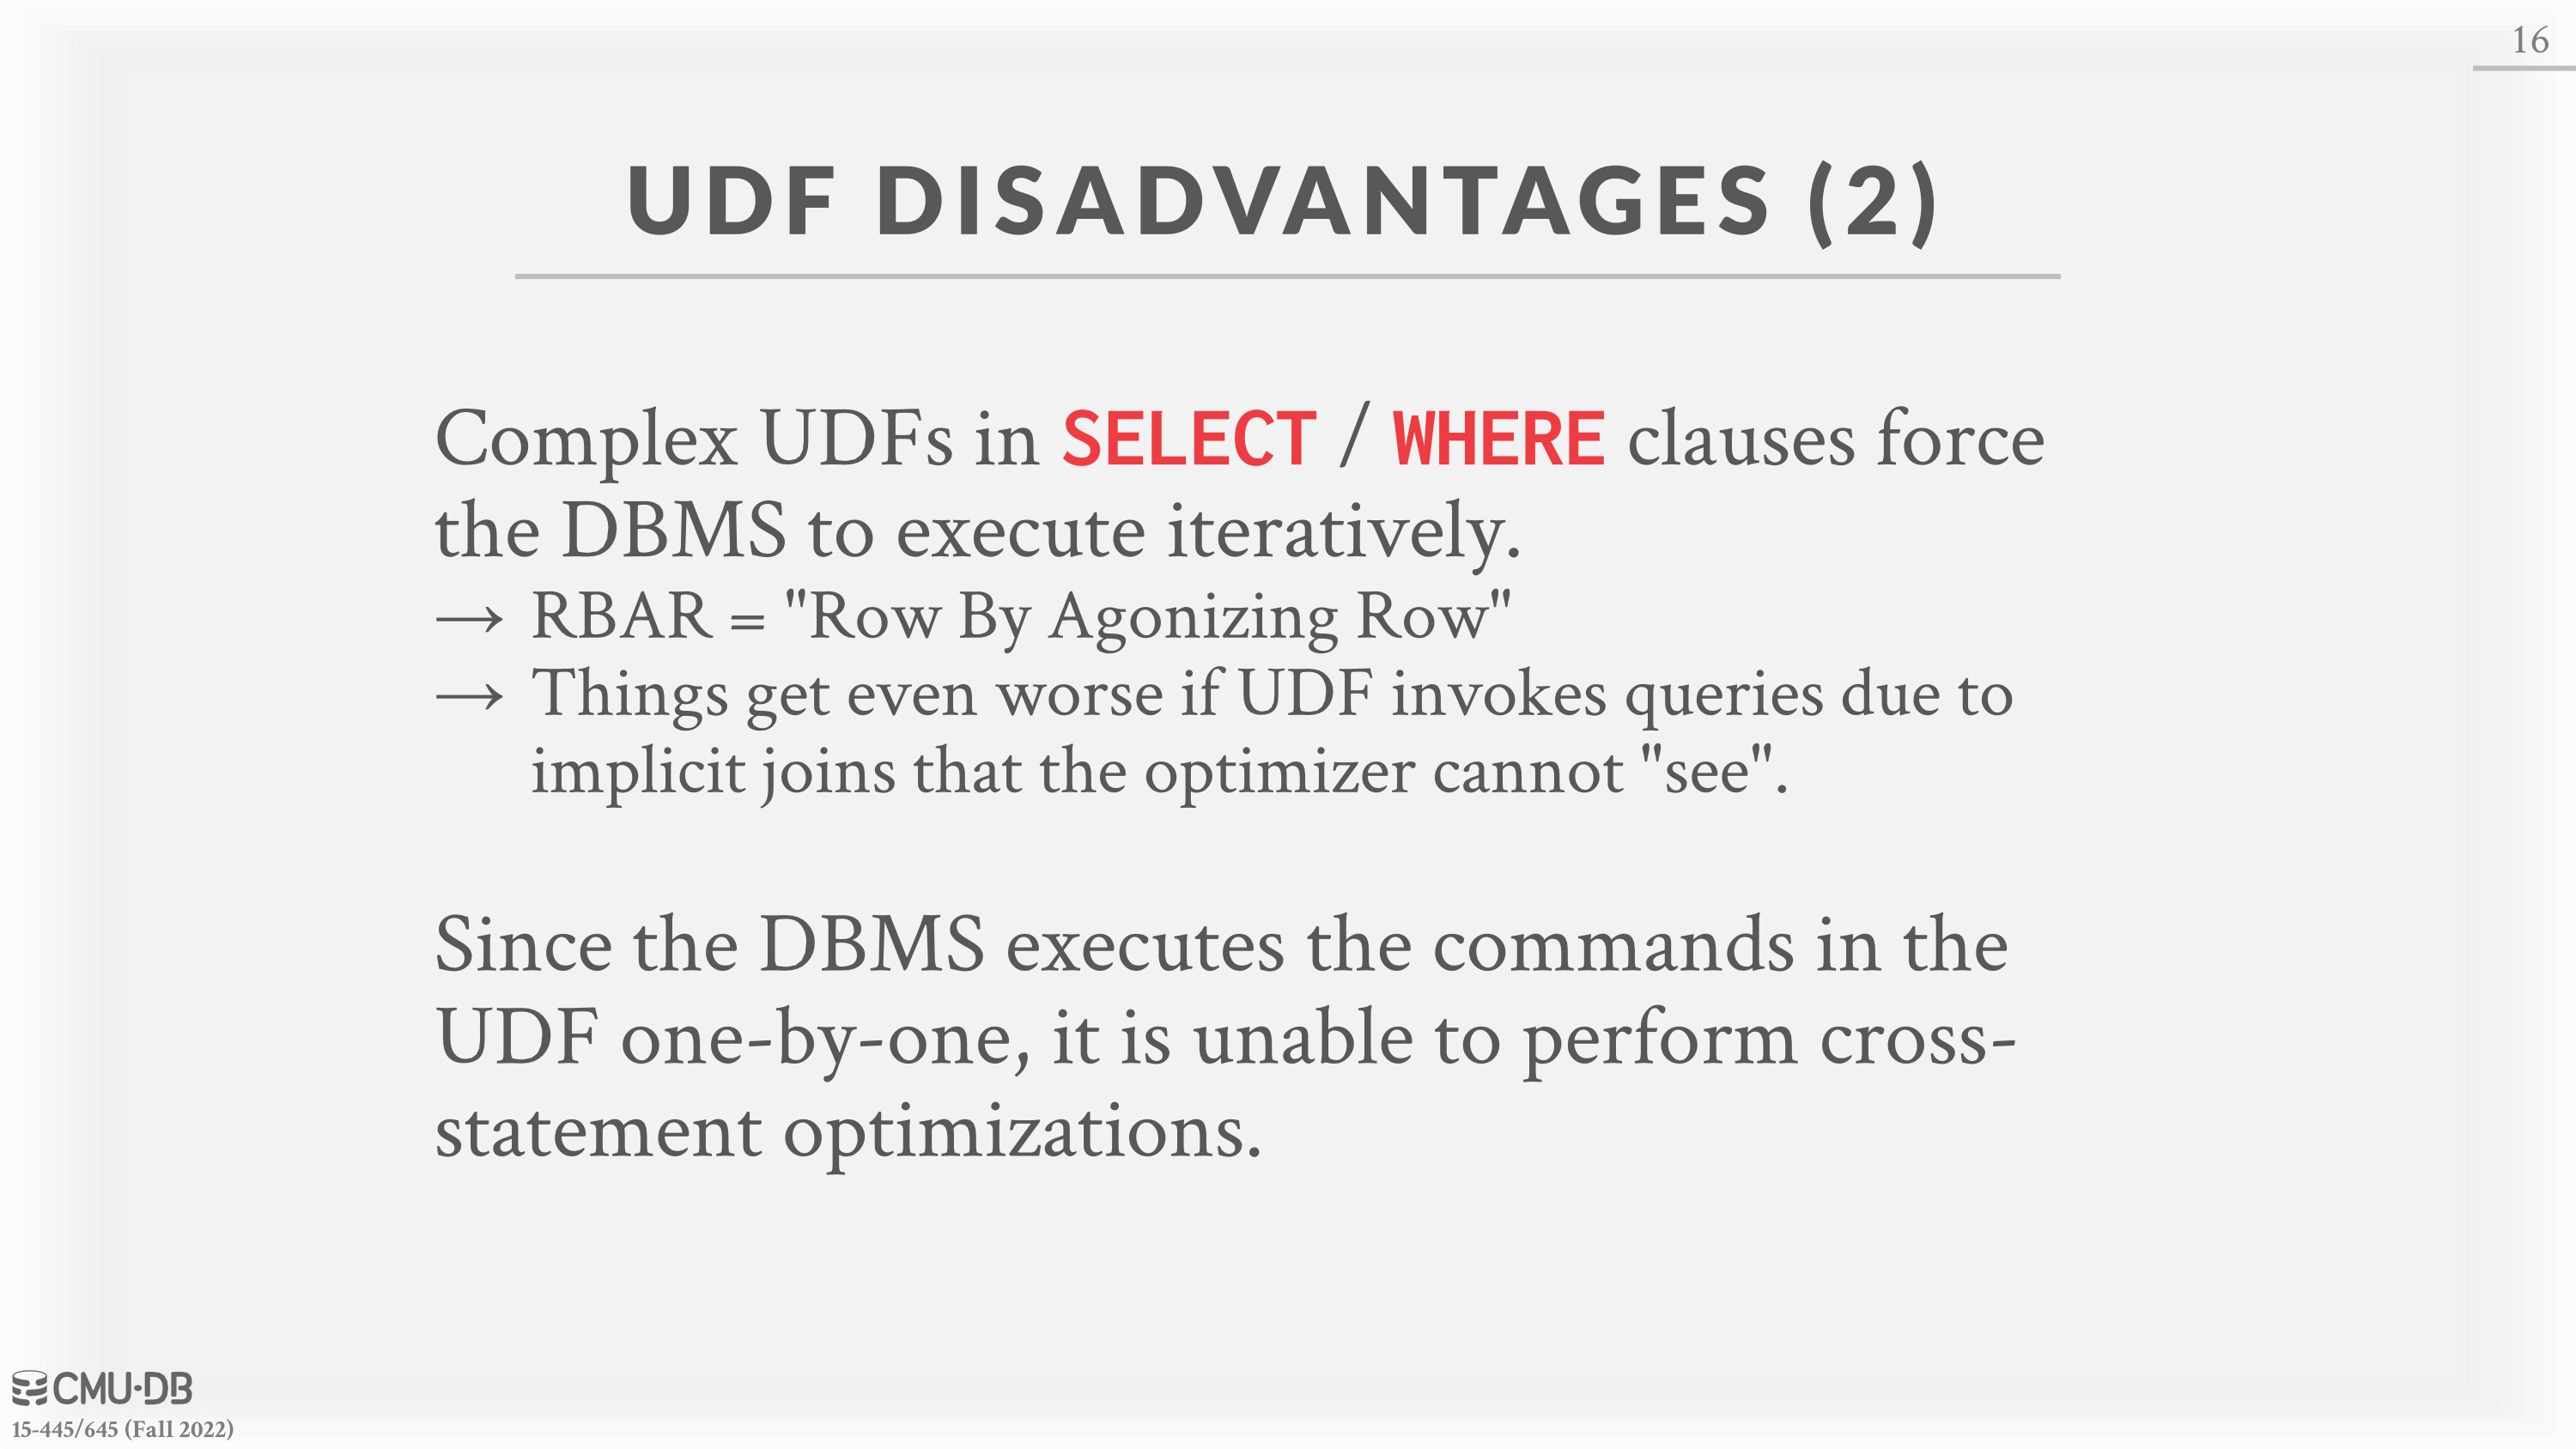 16
UDF DISADVANTAGES (2)
Complex UDFs in SELECT / WHERE clauses force
the DBMS to execute iteratively.
→ RBAR = "Row By Agonizing Row"
→ Things get even worse if UDF invokes queries due to
implicit joins that the optimizer cannot "see".
Since the DBMS executes the commands in the
UDF one-by-one, it is unable to perform cross-
statement optimizations.
CMU·DB
15-445/645 (Fall 2022)